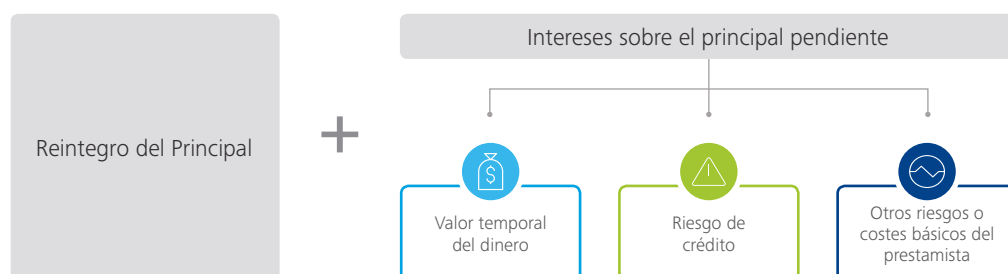 Reintegro del Principal
+
Intereses sobre el principal pendiente
$
Valor temporal
del dinero
Riesgo de
crédito
Otros riesgos o
costes básicos del
prestamista